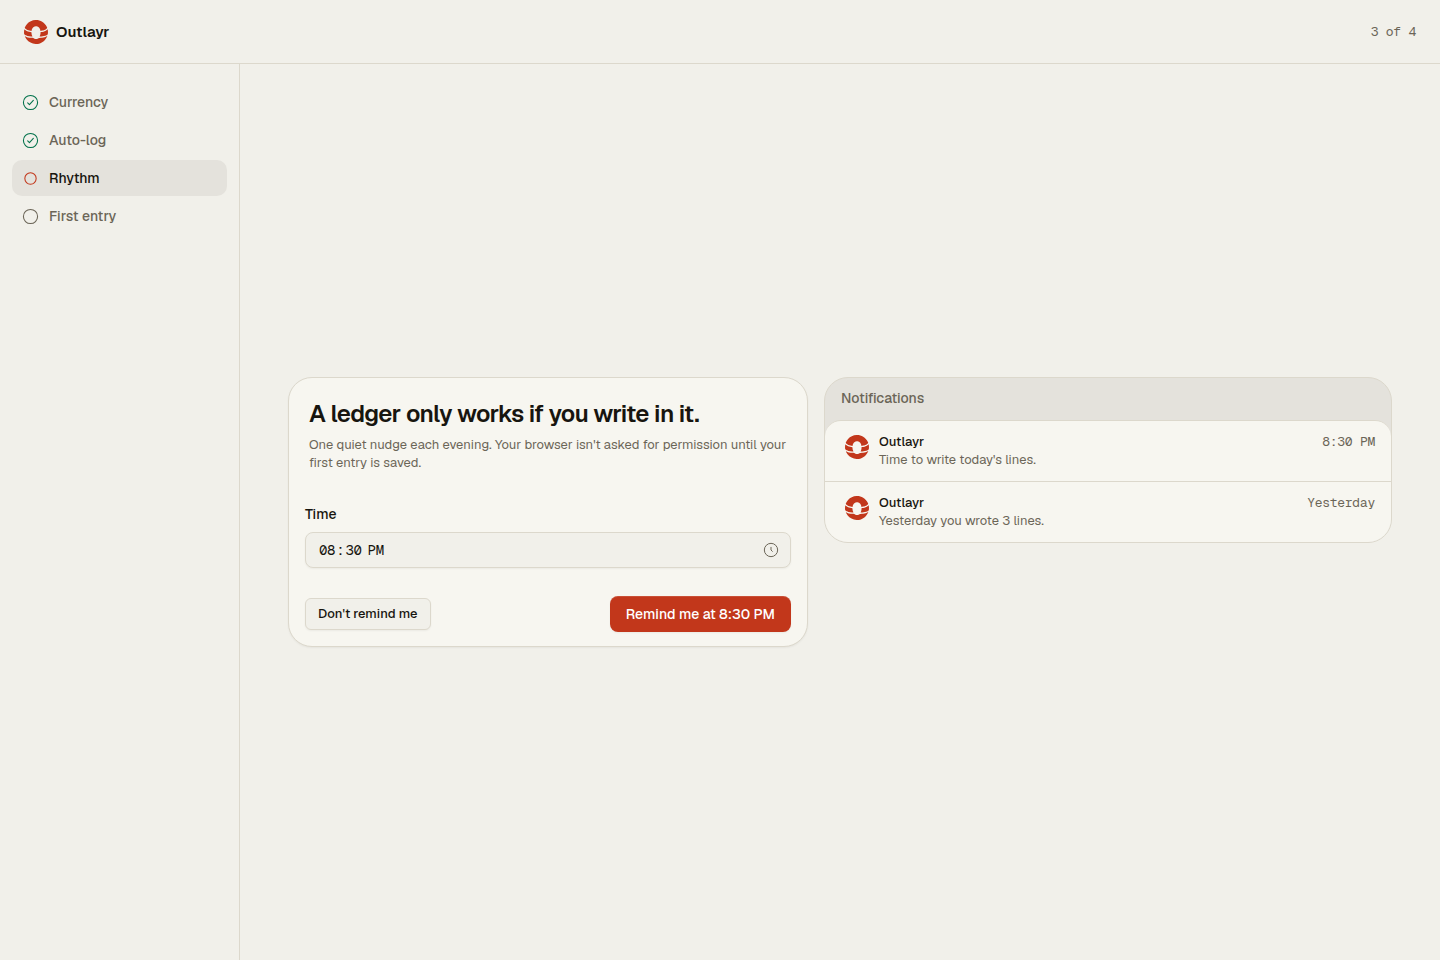 Outlayr
3 of 4
Currency
Auto-log
Rhythm
First entry
A ledger only works if you write in it.
One quiet nudge each evening. Your browser isn't asked for permission until your
first entry is saved.
Time
08:30 PM
Don't remind me
Remind me at 8:30 PM
Notifications
Outlayr
8:30 PM
Time to write today's lines.
Outlayr
Yesterday
Yesterday you wrote 3 lines.